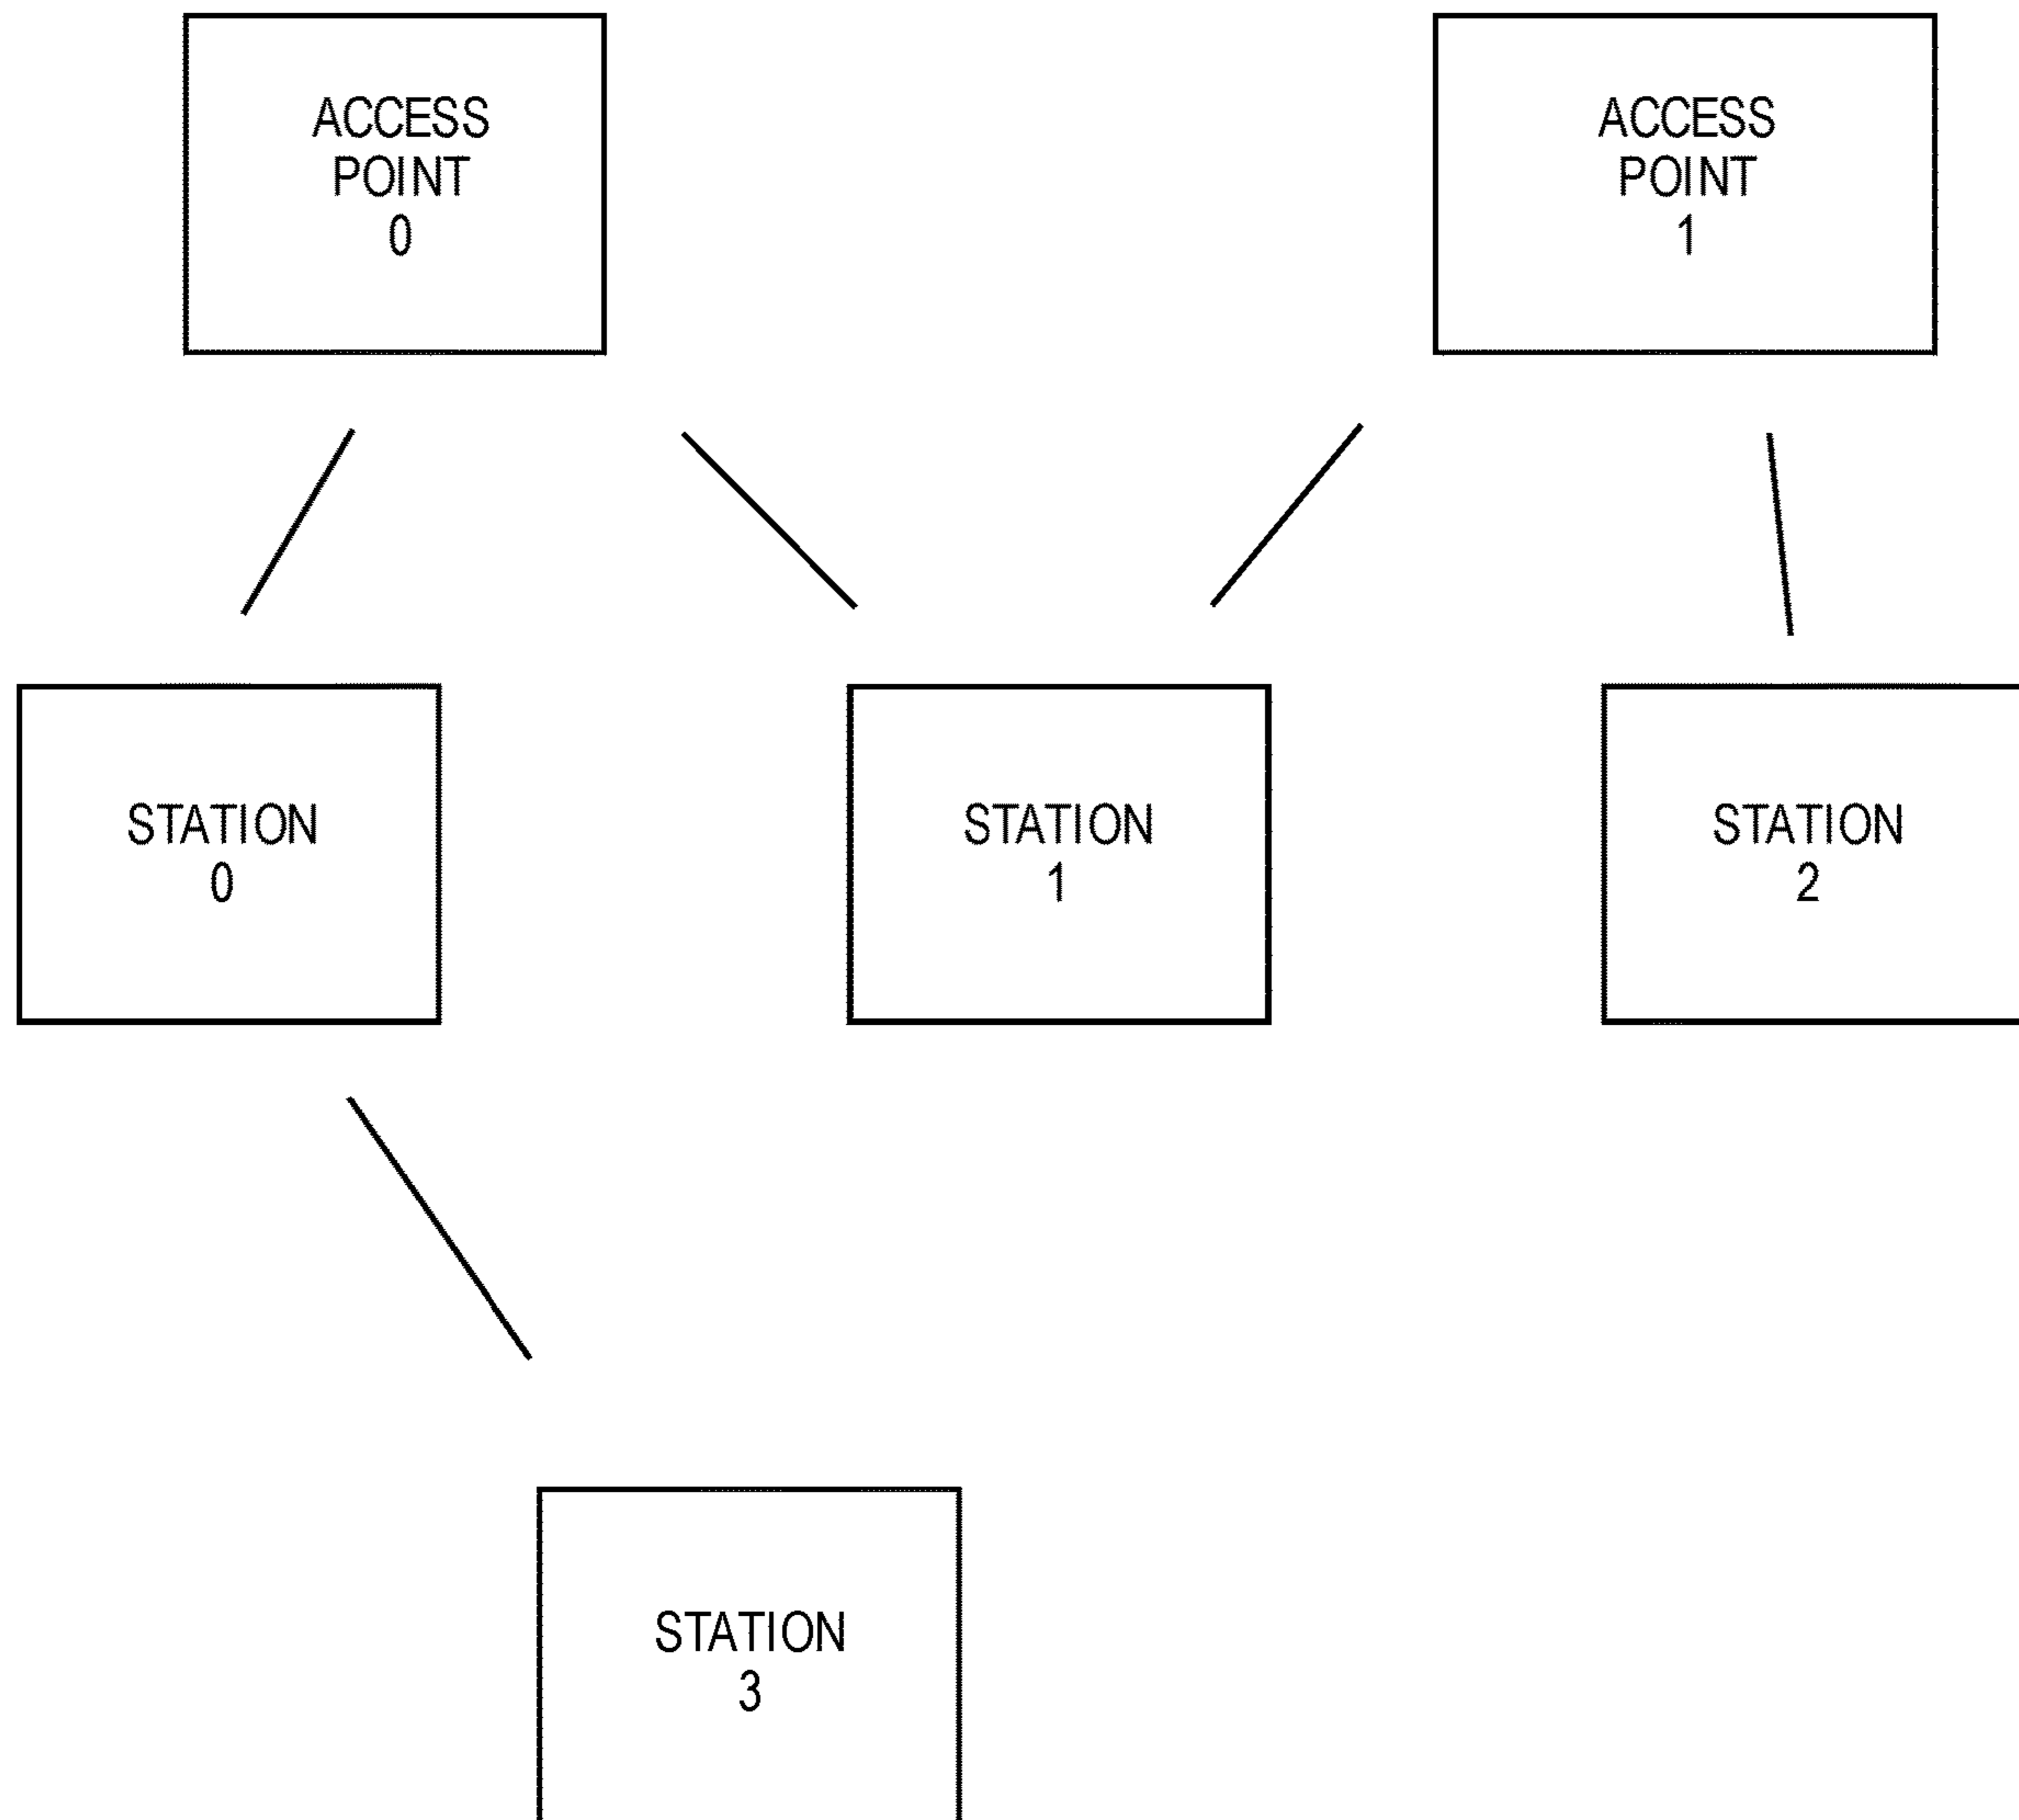 ACCESS
POINT
0
ACCESS
POINT
1
STATION
0
STATION
1
STATION
2
STATION
3